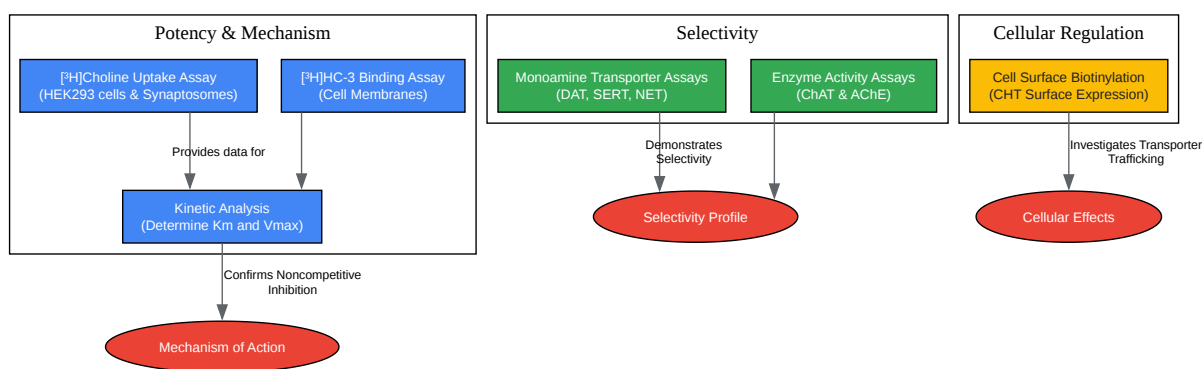 Potency & Mechanism
[³H]Choline Uptake Assay
(HEK293 cells & Synaptosomes)
[³H]HC-3 Binding Assay
(Cell Membranes)
Provides data for
Kinetic Analysis
(Determine Km and Vmax)
Confirms Noncompetitive
Inhibition
Mechanism of Action
Selectivity
Monoamine Transporter Assays
(DAT, SERT, NET)
Enzyme Activity Assays
(ChAT & AChE)
Demonstrates
Selectivity
Selectivity Profile
Cellular Regulation
Cell Surface Biotinylation
(CHT Surface Expression)
Investigates Transporter
Trafficking
Cellular Effects